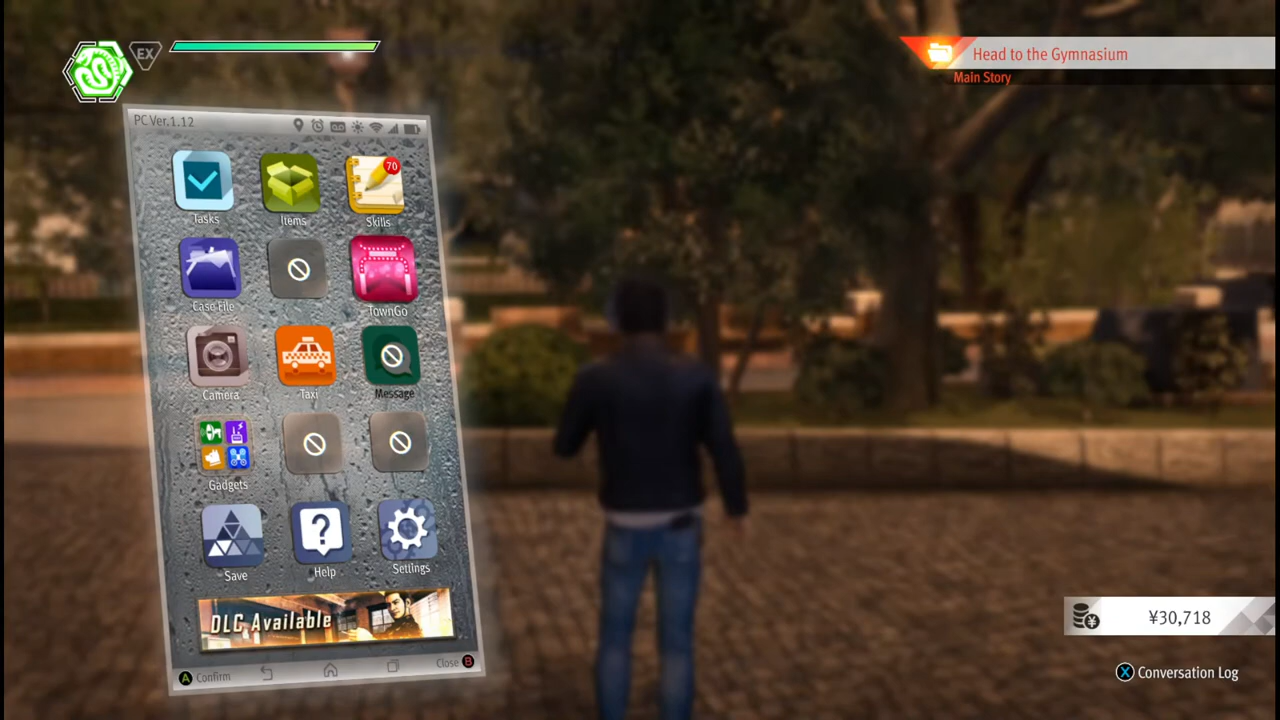 EX
Head to the Gymnasium
Main Story
PC Ver.1.12
70
Tasks
Items
Skills
Case File
TownGo
Camera
Taxi
Message
Gadgets
?
Save
Help
Settings
DLC Available
A Confirm
Close B
¥30,718
X Conversation Log